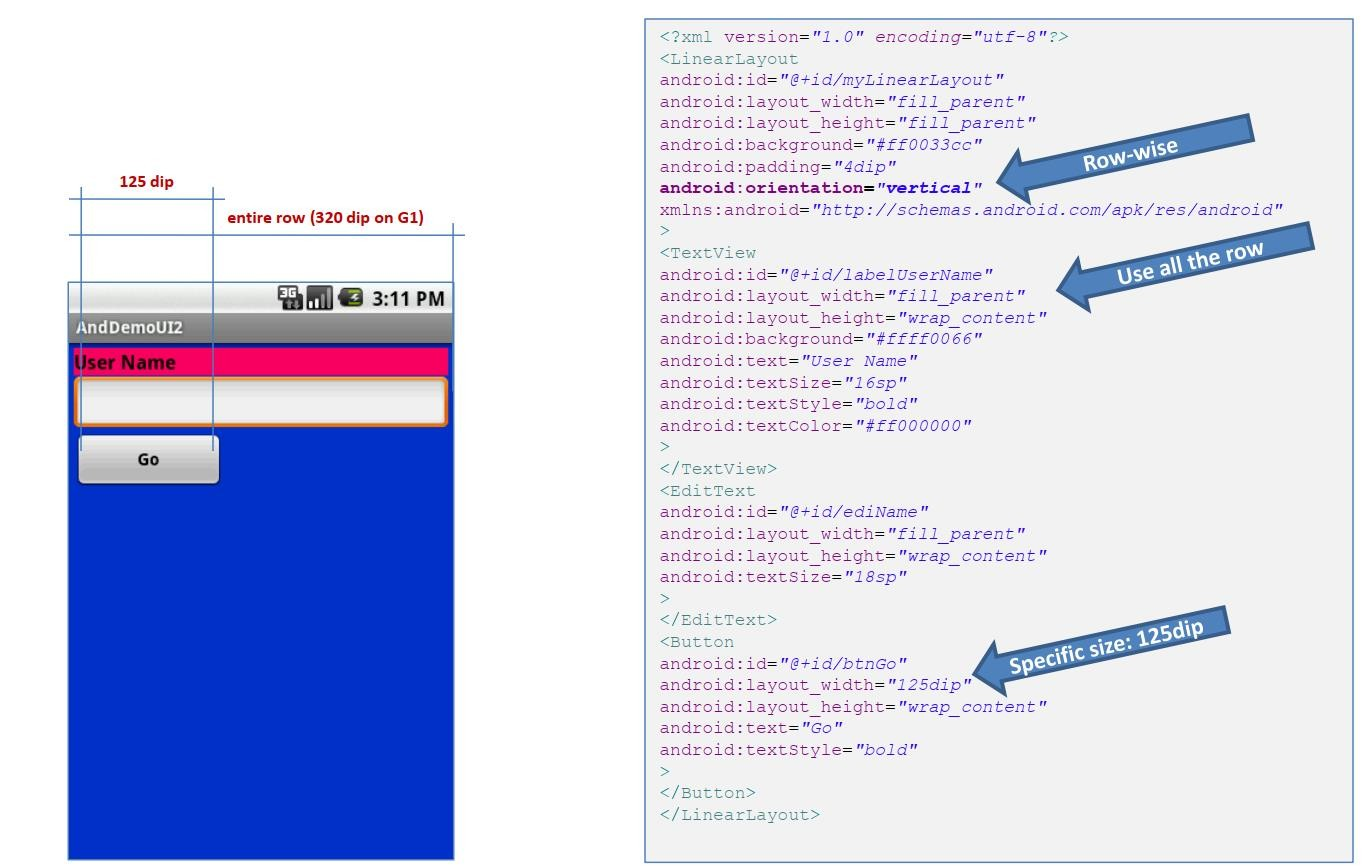 125 dip
entire row (320 dip on G1)
3G
3:11 PM
AndDemoUI2
User Name
Go
<?xml version="1.0" encoding="utf-8"?>
<LinearLayout
android:id="@+id/myLinearLayout"
android:layout_width="fill_parent"
android:layout_height="fill_parent"
android:background="#ff0033cc"
android:padding="4dip"
android:orientation="vertical"
xmlns:android="http://schemas.android.com/apk/res/android"
>
<TextView
android:id="@+id/labelUserName"
android:layout_width="fill_parent"
android:layout_height="wrap_content"
android:background="#ffff0066"
android:text="User Name"
android:textSize="16sp"
android:textStyle="bold"
android:textColor="#ff000000"
>
</TextView>
<EditText
android:id="@+id/ediName"
android:layout_width="fill_parent"
android:layout_height="wrap_content"
android:textSize="18sp"
>
</EditText>
<Button
android:id="@+id/btnGo"
android:layout_width="125dip"
android:layout_height="wrap_content"
android:text="Go"
android:textStyle="bold"
>
</Button>
</LinearLayout>
Row-wise
Use all the row
Specific size: 125dip